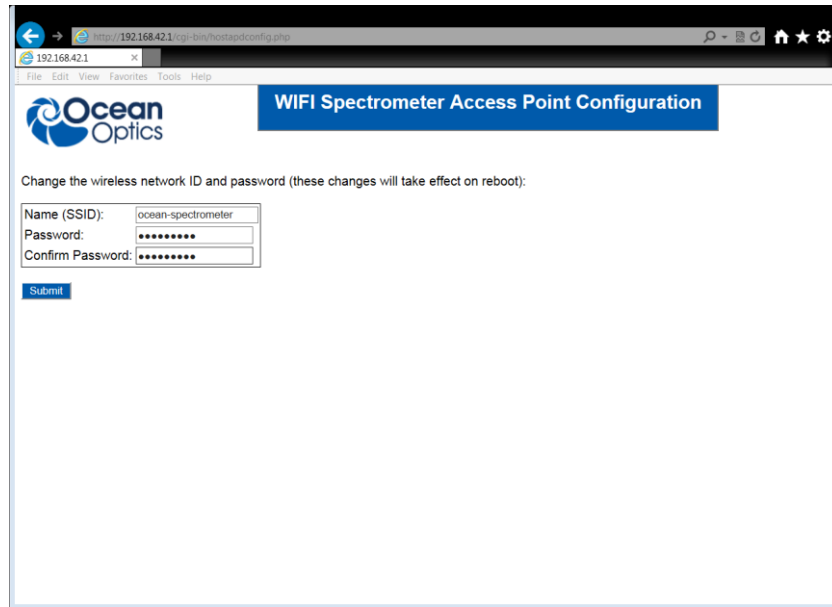 http://192.168.42.1/cgi-bin/hostapdconfig.php
192.168.42.1
File Edit View Favorites Tools Help
Ocean Optics
WIFI Spectrometer Access Point Configuration
Change the wireless network ID and password (these changes will take effect on reboot):
Name (SSID): ocean-spectrometer
Password: •••••••••
Confirm Password: •••••••••
Submit